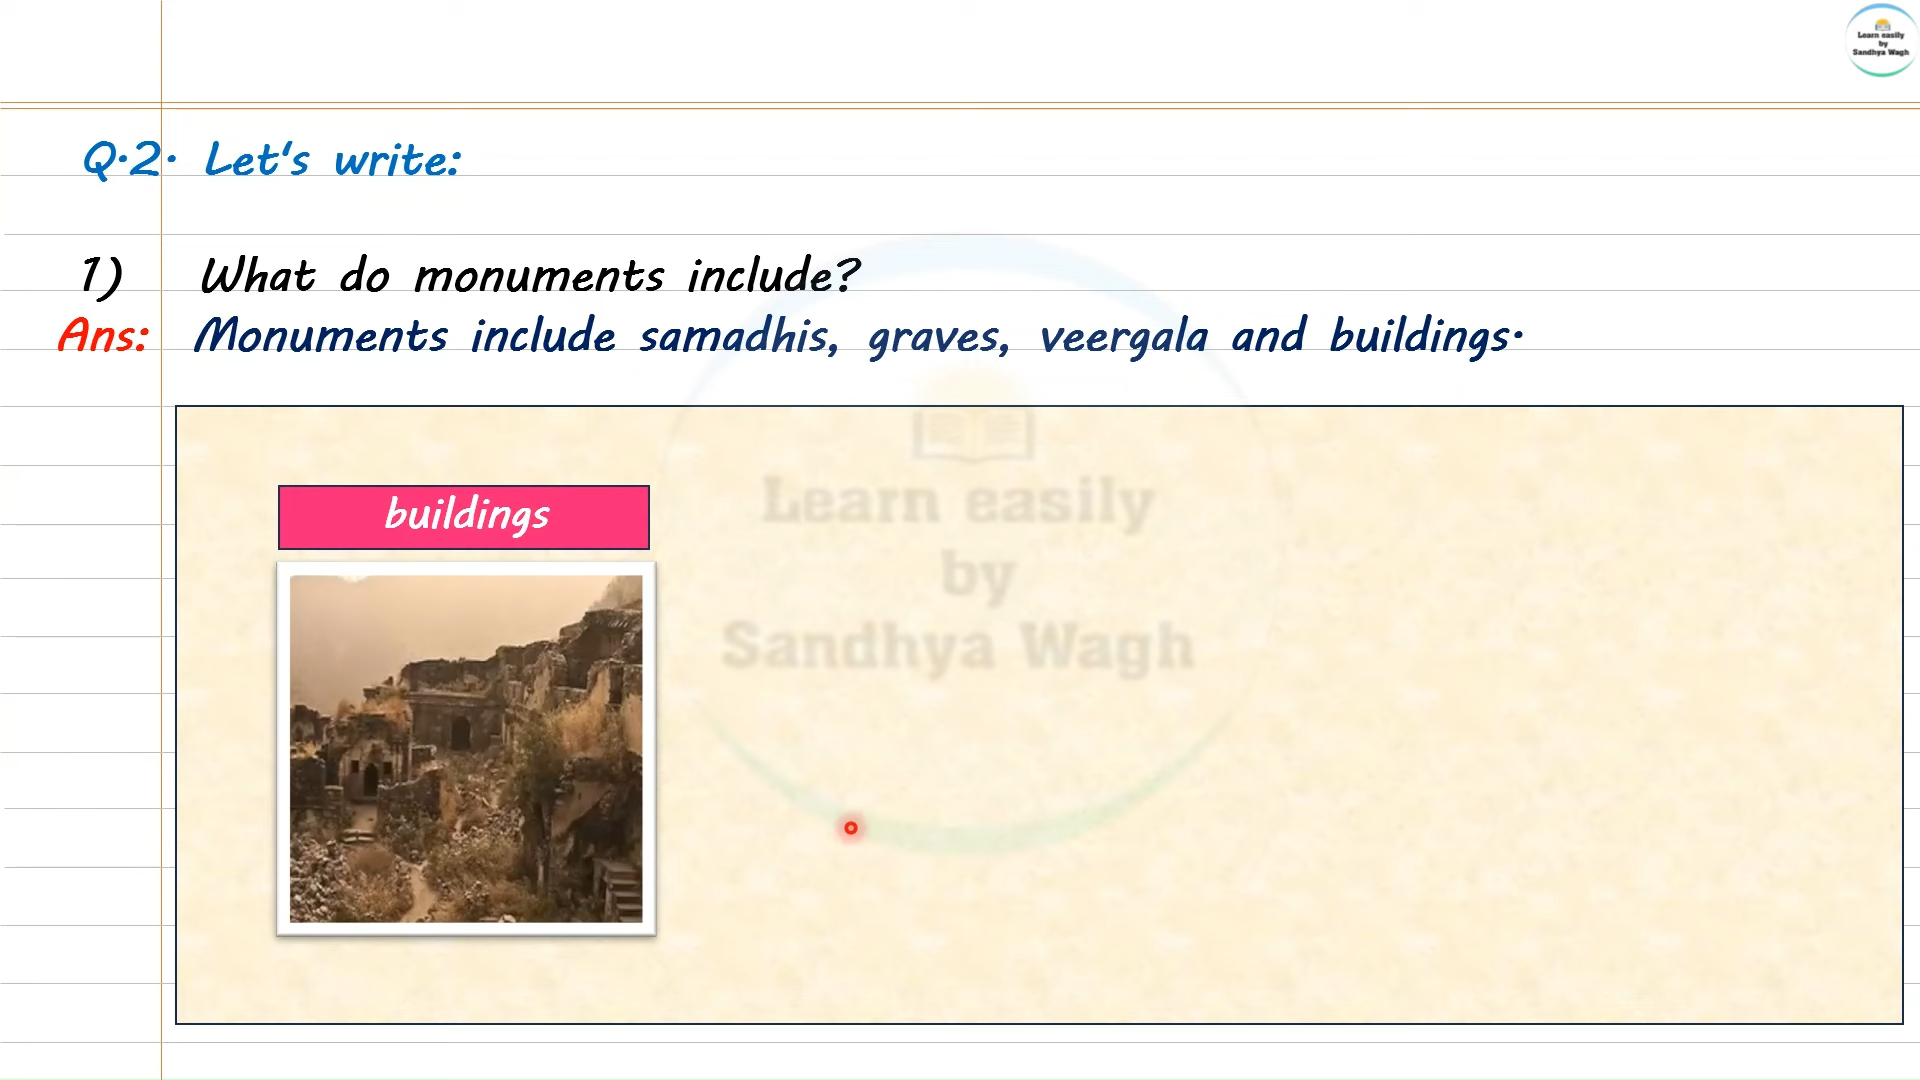 Learn easily
by
Sandhya Wagh
Q.2. Let's write:
1) What do monuments include?
Ans: Monuments include samadhis, graves, veergala and buildings.
buildings
Learn easily
by
Sandhya Wagh